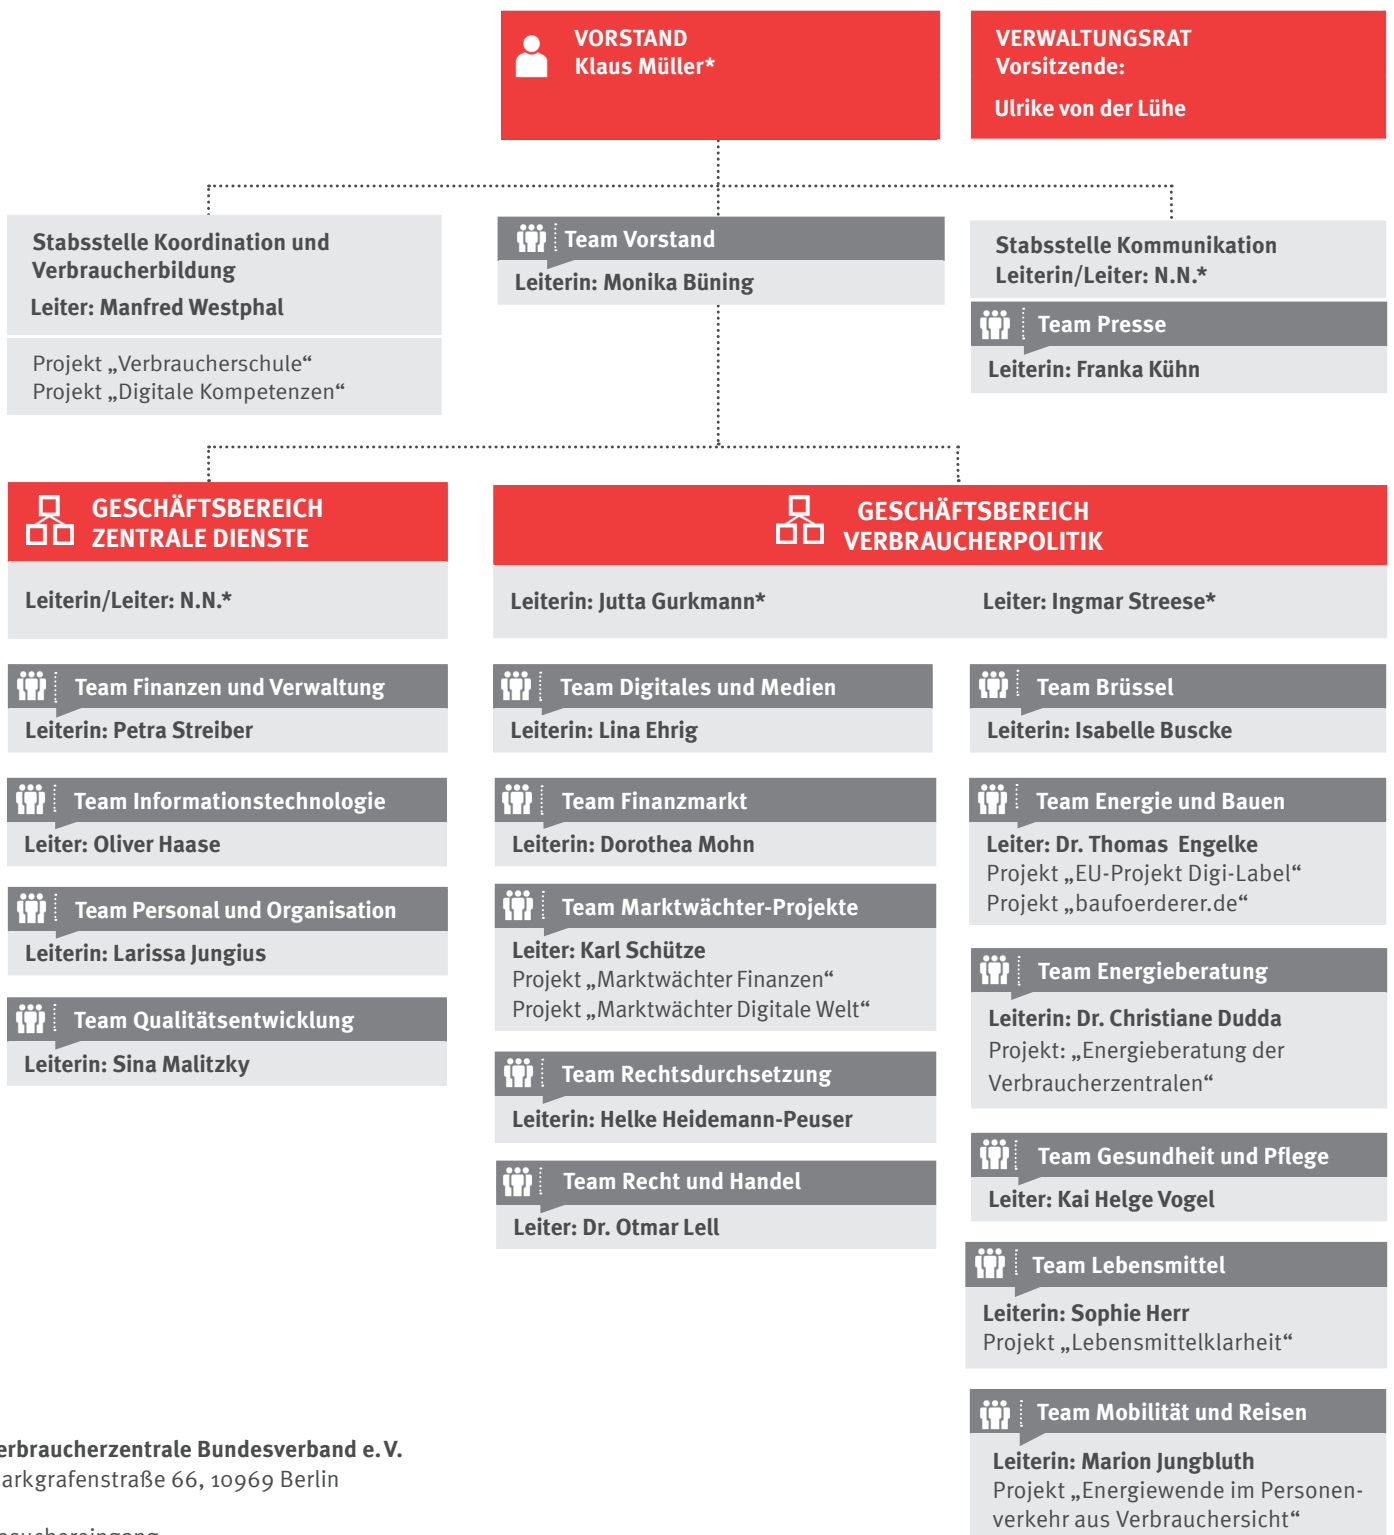 VORSTAND
Klaus Müller*
VERWALTUNGSRAT
Vorsitzende:
Ulrike von der Lühe
Stabsstelle Koordination und
Verbraucherbildung
Leiter: Manfred Westphal
Projekt „Verbraucherschule“
Projekt „Digitale Kompetenzen“
Team Vorstand
Leiterin: Monika Büning
Stabsstelle Kommunikation
Leiterin/Leiter: N.N.*
Team Presse
Leiterin: Franka Kühn
GESCHÄFTSBEREICH
ZENTRALE DIENSTE
Leiterin/Leiter: N.N.*
Team Finanzen und Verwaltung
Leiterin: Petra Streiber
Team Informationstechnologie
Leiter: Oliver Haase
Team Personal und Organisation
Leiterin: Larissa Jungius
Team Qualitätsentwicklung
Leiterin: Sina Malitzky
GESCHÄFTSBEREICH
VERBRAUCHERPOLITIK
Leiterin: Jutta Gurkmann*
Leiter: Ingmar Streese*
Team Digitales und Medien
Leiterin: Lina Ehrig
Team Finanzmarkt
Leiterin: Dorothea Mohn
Team Marktwächter-Projekte
Leiter: Karl Schütze
Projekt „Marktwächter Finanzen“
Projekt „Marktwächter Digitale Welt“
Team Rechtsdurchsetzung
Leiterin: Helke Heidemann-Peuser
Team Recht und Handel
Leiter: Dr. Otmar Lell
Team Brüssel
Leiterin: Isabelle Buscke
Team Energie und Bauen
Leiter: Dr. Thomas Engelke
Projekt „EU-Projekt Digi-Label“
Projekt „baufoerderer.de“
Team Energieberatung
Leiterin: Dr. Christiane Dudda
Projekt: „Energieberatung der
Verbraucherzentralen“
Team Gesundheit und Pflege
Leiter: Kai Helge Vogel
Team Lebensmittel
Leiterin: Sophie Herr
Projekt „Lebensmittelklarheit“
Team Mobilität und Reisen
Leiterin: Marion Jungbluth
Projekt „Energiewende im Personen-
verkehr aus Verbrauchersicht“
erbraucherzentrale Bundesverband e.V.
arkgrafenstraße 66, 10969 Berlin